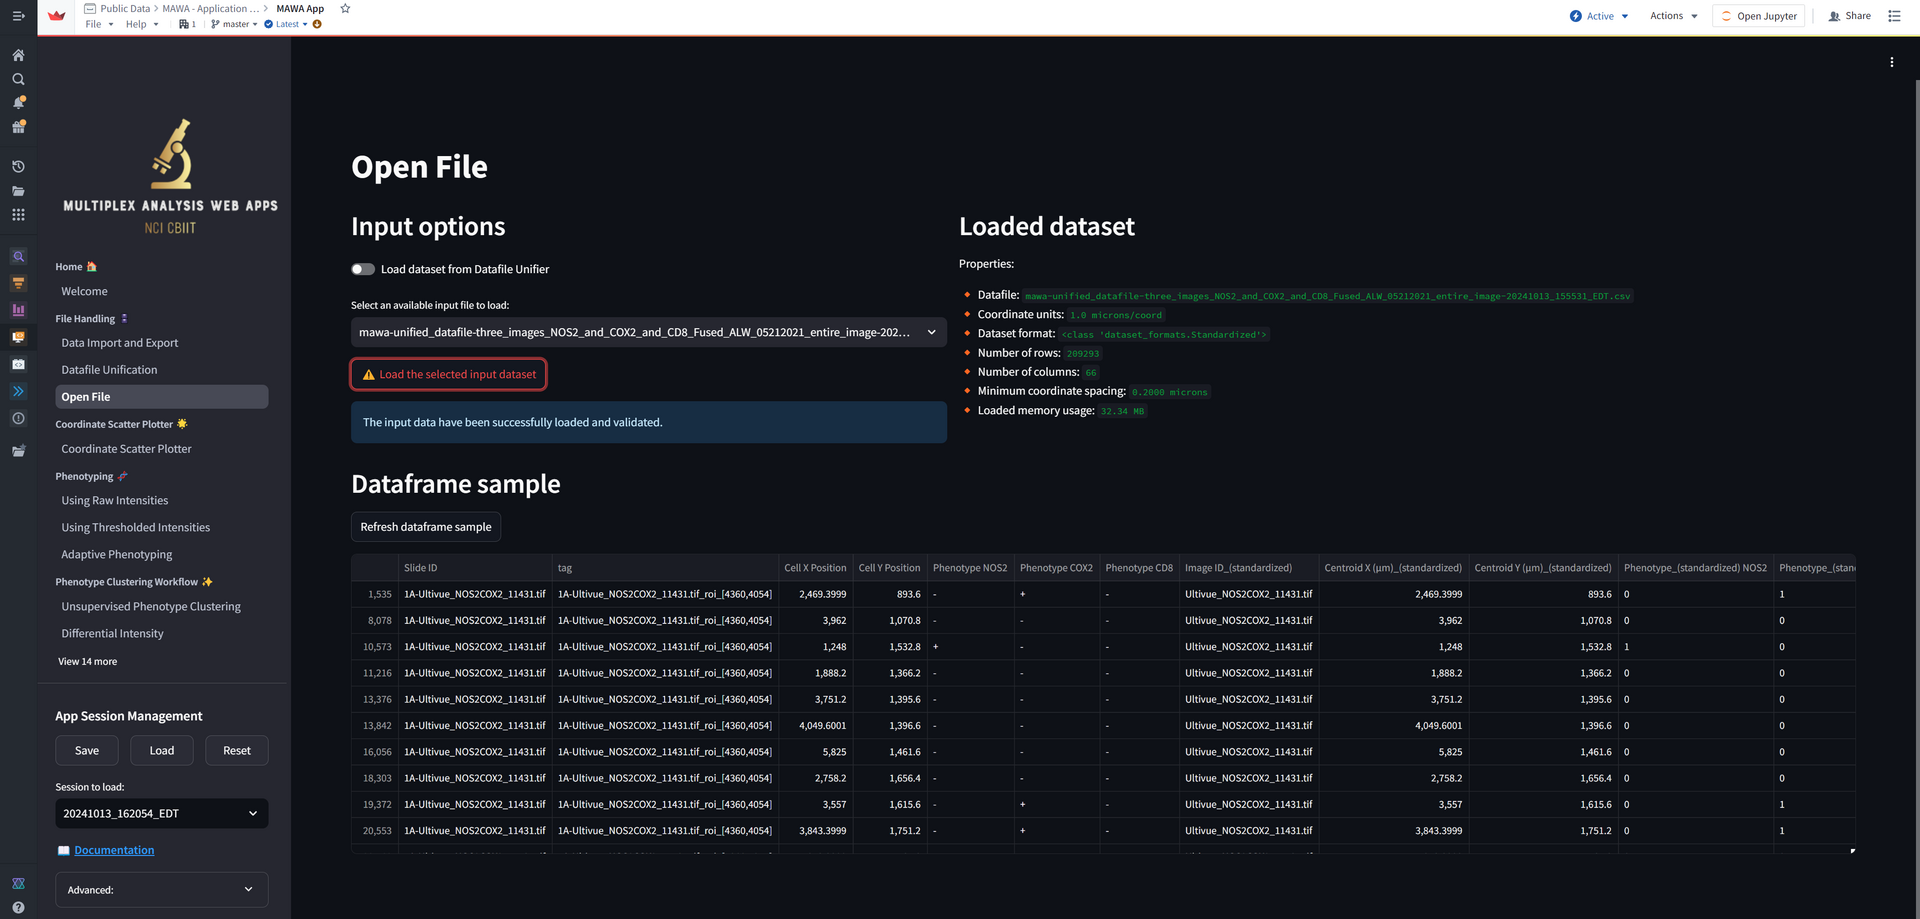 Public Data > MAWA - Application ... > MAWA App
File Help 1 master Latest
Active Actions Open Jupyter Share
MULTIPLEX ANALYSIS WEB APPS
NCI CBIIT
Home
Welcome
File Handling
Data Import and Export
Datafile Unification
Open File
Coordinate Scatter Plotter
Coordinate Scatter Plotter
Phenotyping
Using Raw Intensities
Using Thresholded Intensities
Adaptive Phenotyping
Phenotype Clustering Workflow
Unsupervised Phenotype Clustering
Differential Intensity
View 14 more
App Session Management
Save Load Reset
Session to load:
20241013_162054_EDT
Documentation
Advanced:
Open File
Input options
Load dataset from Datafile Unifier
Select an available input file to load:
mawa-unified_datafile-three_images_NOS2_and_COX2_and_CD8_Fused_ALW_05212021_entire_image-202...
Load the selected input dataset
The input data have been successfully loaded and validated.
Loaded dataset
Properties:
Datafile: mawa-unified_datafile-three_images_NOS2_and_COX2_and_CD8_Fused_ALW_05212021_entire_image-20241013_155531_EDT.csv
Coordinate units: 1.0 microns/coord
Dataset format: <class 'dataset_formats.Standardized'>
Number of rows: 209293
Number of columns: 66
Minimum coordinate spacing: 0.2000 microns
Loaded memory usage: 32.34 MB
Dataframe sample
Refresh dataframe sample
Slide ID tag Cell X Position Cell Y Position Phenotype NOS2 Phenotype COX2 Phenotype CD8 Image ID_(standardized) Centroid X (µm)_(standardized) Centroid Y (µm)_(standardized) Phenotype_(standardized) NOS2 Phenotype_(stan
1,535 1A-Ultivue_NOS2COX2_11431.tif 1A-Ultivue_NOS2COX2_11431.tif_roi_[4360,4054] 2,469.3999 893.6 - + - Ultivue_NOS2COX2_11431.tif 2,469.3999 893.6 0 1
8,078 1A-Ultivue_NOS2COX2_11431.tif 1A-Ultivue_NOS2COX2_11431.tif_roi_[4360,4054] 3,962 1,070.8 - - - Ultivue_NOS2COX2_11431.tif 3,962 1,070.8 0 0
10,573 1A-Ultivue_NOS2COX2_11431.tif 1A-Ultivue_NOS2COX2_11431.tif_roi_[4360,4054] 1,248 1,532.8 + - - Ultivue_NOS2COX2_11431.tif 1,248 1,532.8 1 0
11,216 1A-Ultivue_NOS2COX2_11431.tif 1A-Ultivue_NOS2COX2_11431.tif_roi_[4360,4054] 1,888.2 1,366.2 - - - Ultivue_NOS2COX2_11431.tif 1,888.2 1,366.2 0 0
13,376 1A-Ultivue_NOS2COX2_11431.tif 1A-Ultivue_NOS2COX2_11431.tif_roi_[4360,4054] 3,751.2 1,395.6 - - - Ultivue_NOS2COX2_11431.tif 3,751.2 1,395.6 0 0
13,842 1A-Ultivue_NOS2COX2_11431.tif 1A-Ultivue_NOS2COX2_11431.tif_roi_[4360,4054] 4,049.6001 1,396.6 - - - Ultivue_NOS2COX2_11431.tif 4,049.6001 1,396.6 0 0
16,056 1A-Ultivue_NOS2COX2_11431.tif 1A-Ultivue_NOS2COX2_11431.tif_roi_[4360,4054] 5,825 1,461.6 - - - Ultivue_NOS2COX2_11431.tif 5,825 1,461.6 0 0
18,303 1A-Ultivue_NOS2COX2_11431.tif 1A-Ultivue_NOS2COX2_11431.tif_roi_[4360,4054] 2,758.2 1,656.4 - - - Ultivue_NOS2COX2_11431.tif 2,758.2 1,656.4 0 0
19,372 1A-Ultivue_NOS2COX2_11431.tif 1A-Ultivue_NOS2COX2_11431.tif_roi_[4360,4054] 3,557 1,615.6 - + - Ultivue_NOS2COX2_11431.tif 3,557 1,615.6 0 1
20,553 1A-Ultivue_NOS2COX2_11431.tif 1A-Ultivue_NOS2COX2_11431.tif_roi_[4360,4054] 3,843.3999 1,751.2 - + - Ultivue_NOS2COX2_11431.tif 3,843.3999 1,751.2 0 1